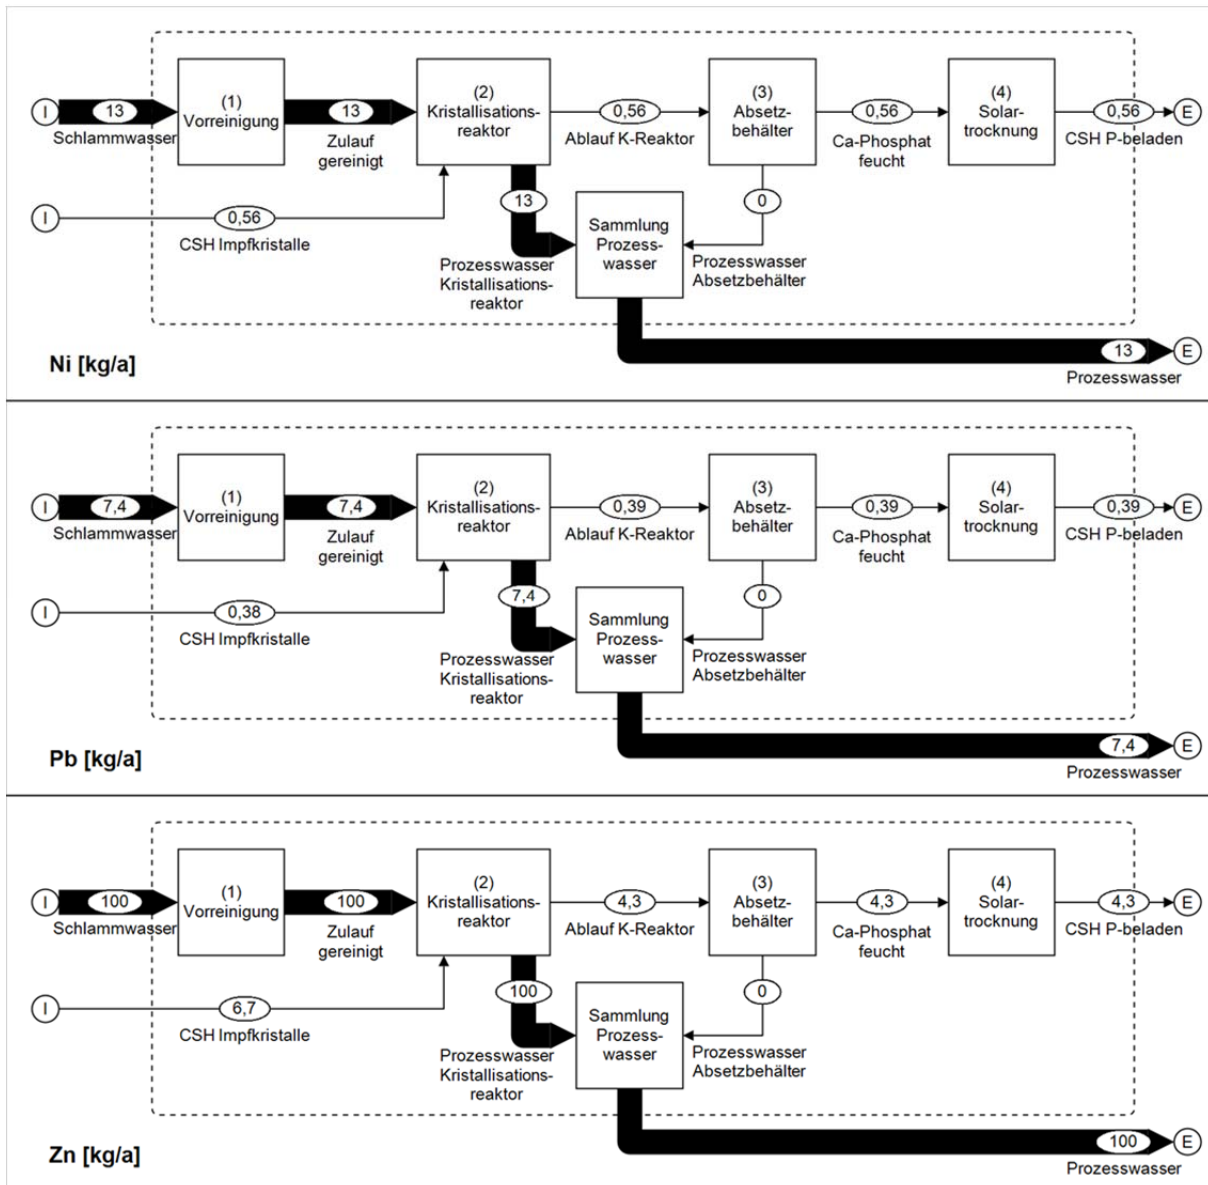 (1)
Vorreinigung
(2)
Kristallisations-
reaktor
(3)
Absetz-
behälter
(4)
Solar-
trocknung
I
13
Schlammwasser
13
Zulauf
gereinigt
0,56
Ablauf K-Reaktor
0,56
Ca-Phosphat
feucht
0,56
CSH P-beladen
E
I
0,56
CSH Impfkristalle
13
Prozesswasser
Kristallisations-
reaktor
Sammlung
Prozess-
wasser
0
Prozesswasser
Absetzbehälter
13
Prozesswasser
E
Ni [kg/a]
(1)
Vorreinigung
(2)
Kristallisations-
reaktor
(3)
Absetz-
behälter
(4)
Solar-
trocknung
I
7,4
Schlammwasser
7,4
Zulauf
gereinigt
0,39
Ablauf K-Reaktor
0,39
Ca-Phosphat
feucht
0,39
CSH P-beladen
E
I
0,38
CSH Impfkristalle
7,4
Prozesswasser
Kristallisations-
reaktor
Sammlung
Prozess-
wasser
0
Prozesswasser
Absetzbehälter
7,4
Prozesswasser
E
Pb [kg/a]
(1)
Vorreinigung
(2)
Kristallisations-
reaktor
(3)
Absetz-
behälter
(4)
Solar-
trocknung
I
100
Schlammwasser
100
Zulauf
gereinigt
4,3
Ablauf K-Reaktor
4,3
Ca-Phosphat
feucht
4,3
CSH P-beladen
E
I
6,7
CSH Impfkristalle
100
Prozesswasser
Kristallisations-
reaktor
Sammlung
Prozess-
wasser
0
Prozesswasser
Absetzbehälter
100
Prozesswasser
E
Zn [kg/a]